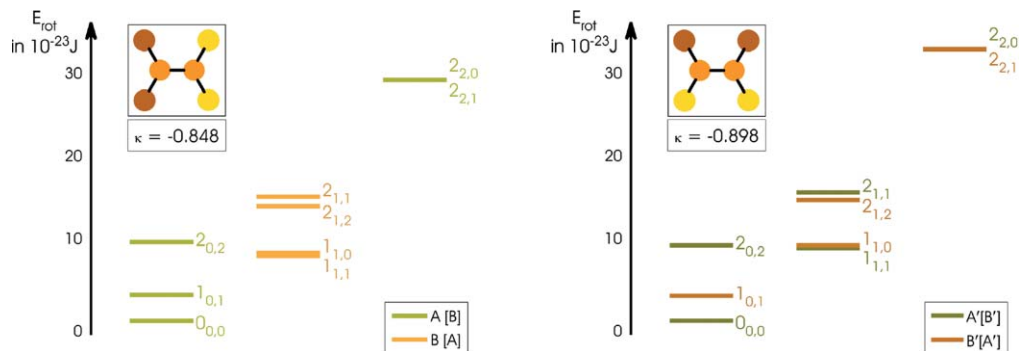 E_rot
in 10^-23J
30
20
10
0
κ = -0.848
2_2,0
2_2,1
2_1,1
2_1,2
2_0,2
1_1,0
1_1,1
1_0,1
0_0,0
A [B]
B [A]
E_rot
in 10^-23J
30
20
10
0
κ = -0.898
2_2,0
2_2,1
2_1,1
2_1,2
2_0,2
1_1,0
1_1,1
1_0,1
0_0,0
A′[B′]
B′[A′]